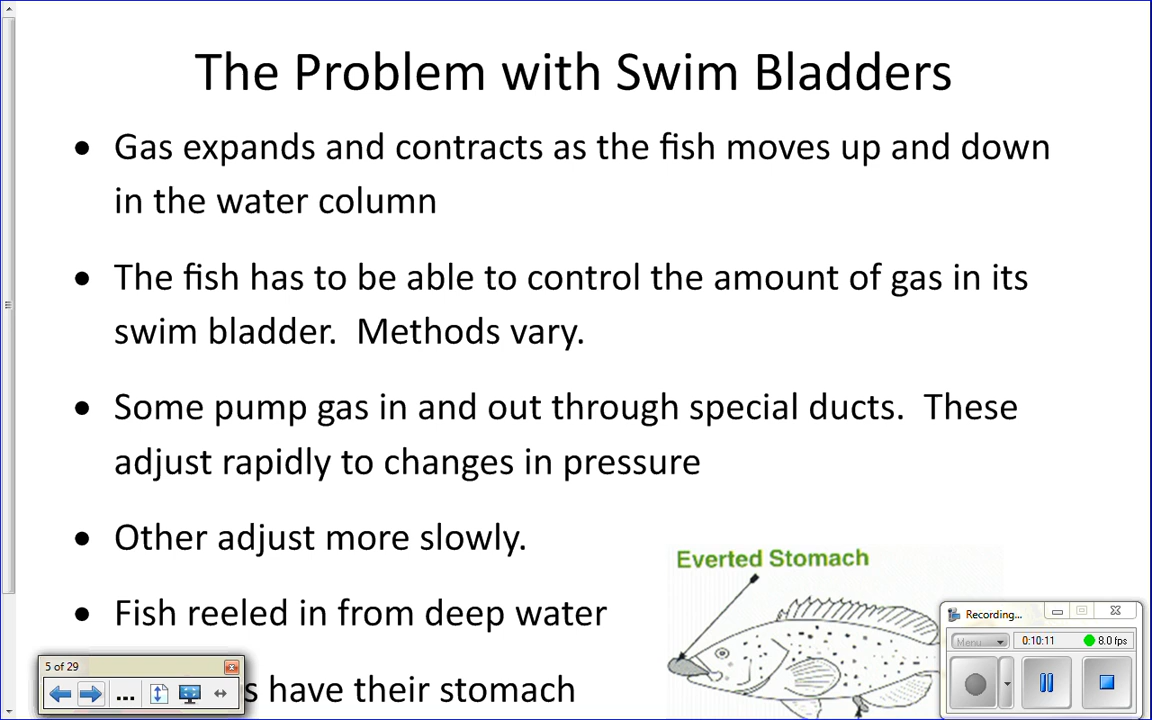 The Problem with Swim Bladders
• Gas expands and contracts as the fish moves up and down
in the water column
• The fish has to be able to control the amount of gas in its
swim bladder.  Methods vary.
• Some pump gas in and out through special ducts.  These
adjust rapidly to changes in pressure
• Other adjust more slowly.
Everted Stomach
• Fish reeled in from deep water
s have their stomach
5 of 29
...
Recording...
Menu
0:10:11
8.0 fps